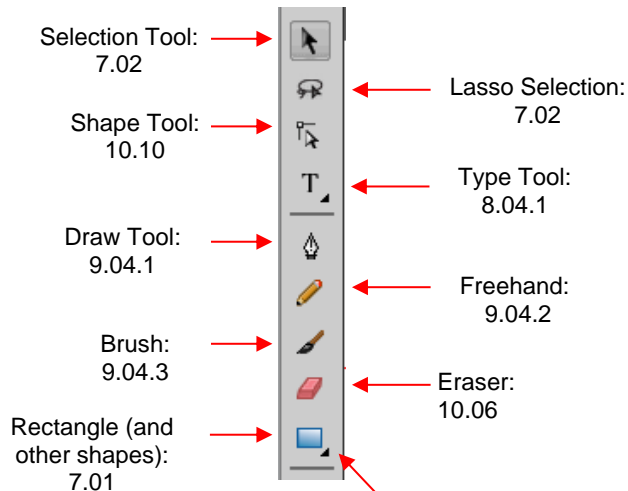 Selection Tool:
7.02
Lasso Selection:
7.02
Shape Tool:
10.10
T
Type Tool:
8.04.1
Draw Tool:
9.04.1
Freehand:
9.04.2
Brush:
9.04.3
Eraser:
10.06
Rectangle (and
other shapes):
7.01